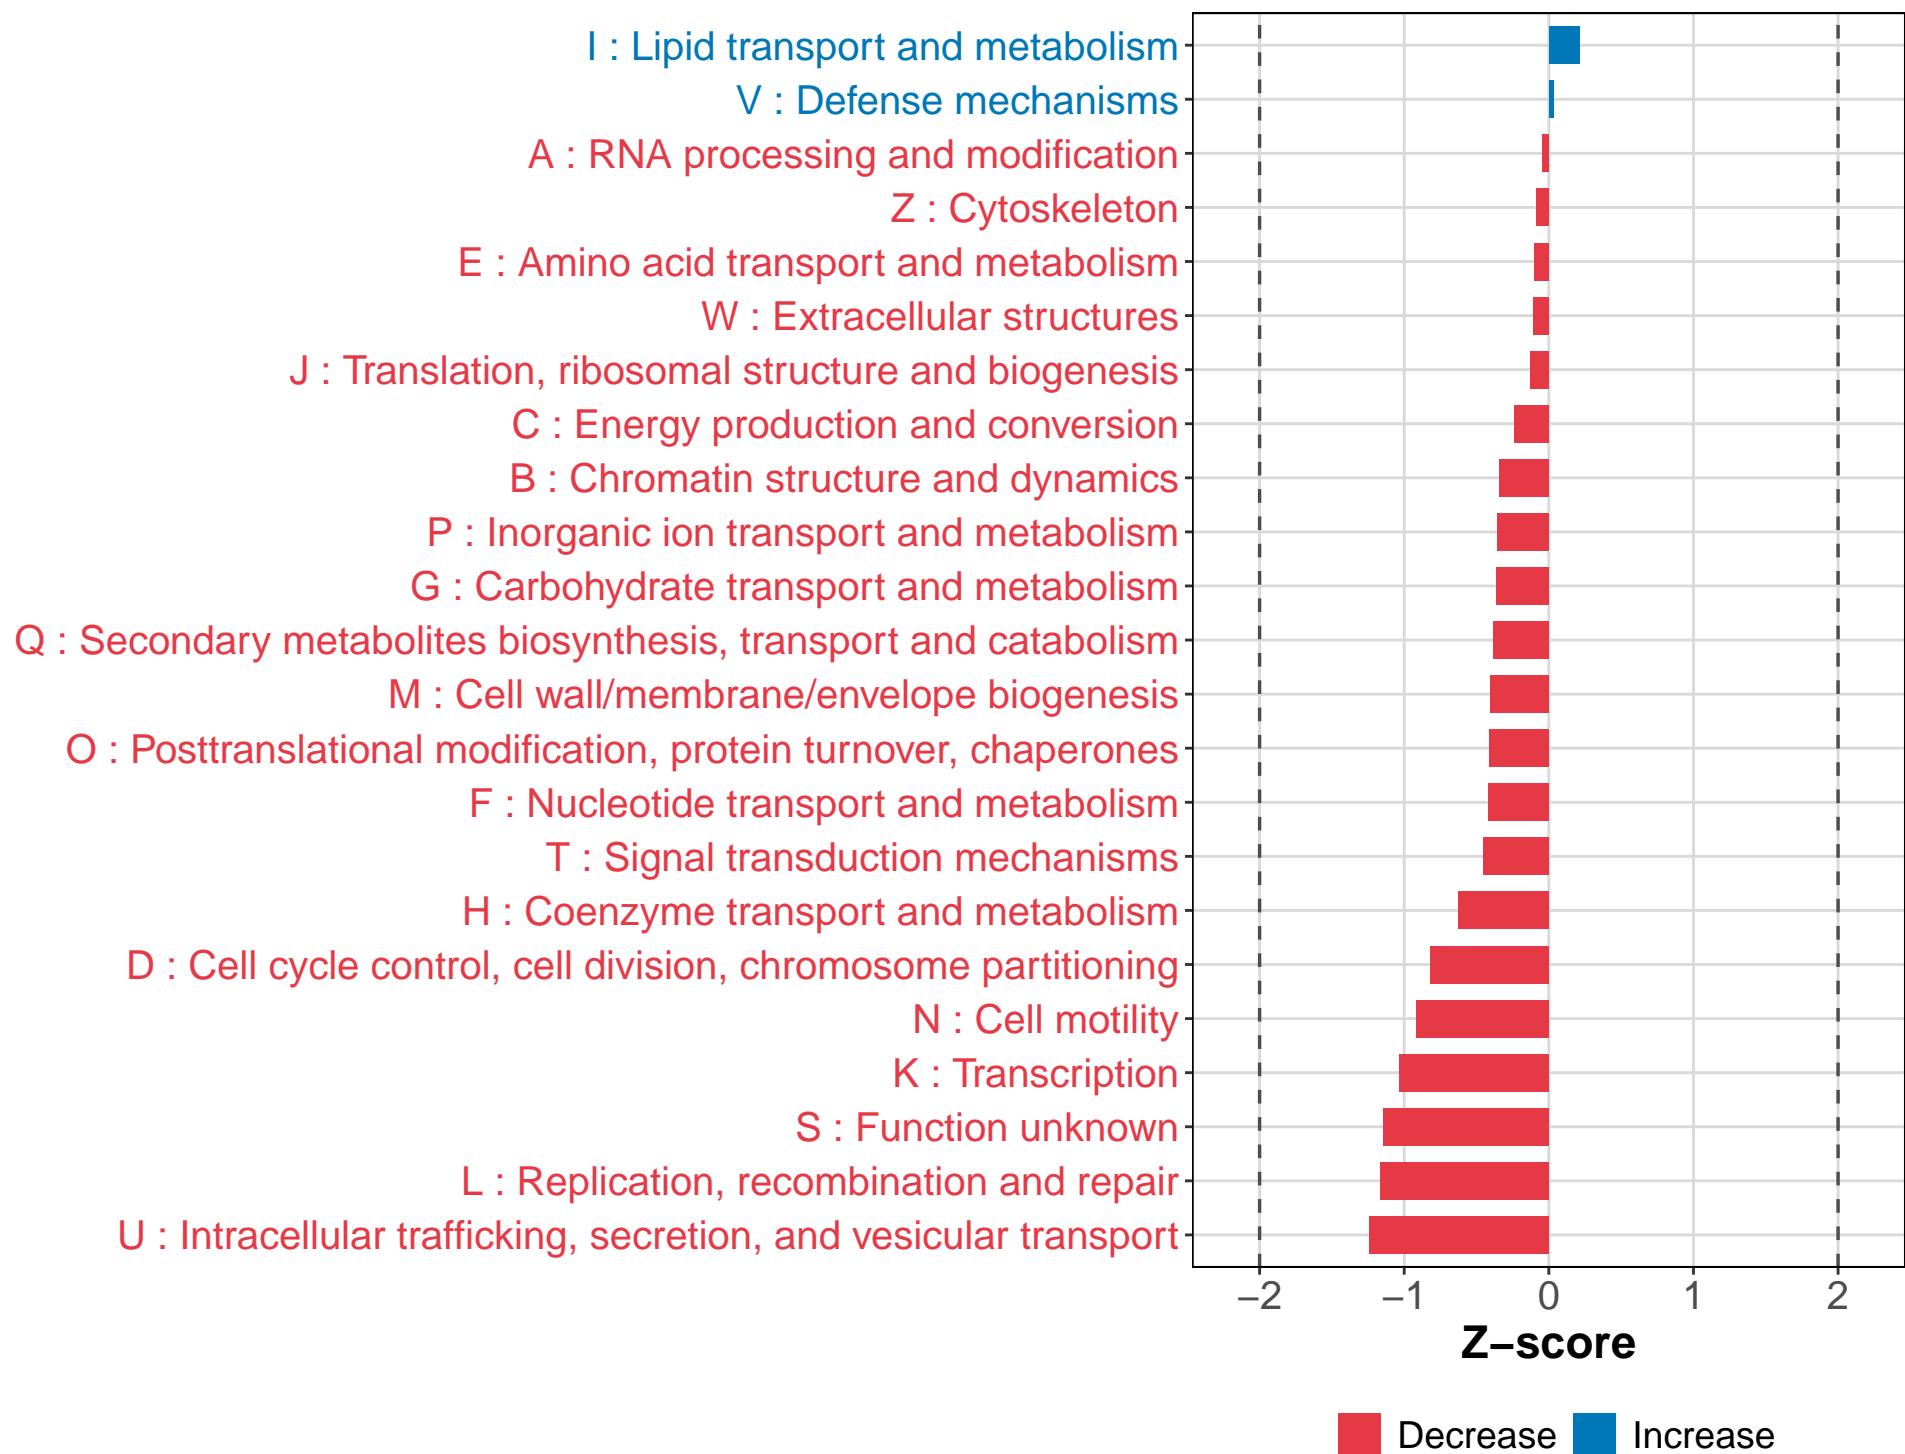 I : Lipid transport and metabolism
V : Defense mechanisms
A : RNA processing and modification
Z : Cytoskeleton
E : Amino acid transport and metabolism
W : Extracellular structures
J : Translation, ribosomal structure and biogenesis
C : Energy production and conversion
B : Chromatin structure and dynamics
P : Inorganic ion transport and metabolism
G : Carbohydrate transport and metabolism
Q : Secondary metabolites biosynthesis, transport and catabolism
M : Cell wall/membrane/envelope biogenesis
O : Posttranslational modification, protein turnover, chaperones
F : Nucleotide transport and metabolism
T : Signal transduction mechanisms
H : Coenzyme transport and metabolism
D : Cell cycle control, cell division, chromosome partitioning
N : Cell motility
K : Transcription
S : Function unknown
L : Replication, recombination and repair
U : Intracellular trafficking, secretion, and vesicular transport
−2 −1 0 1 2
Z−score
Decrease Increase